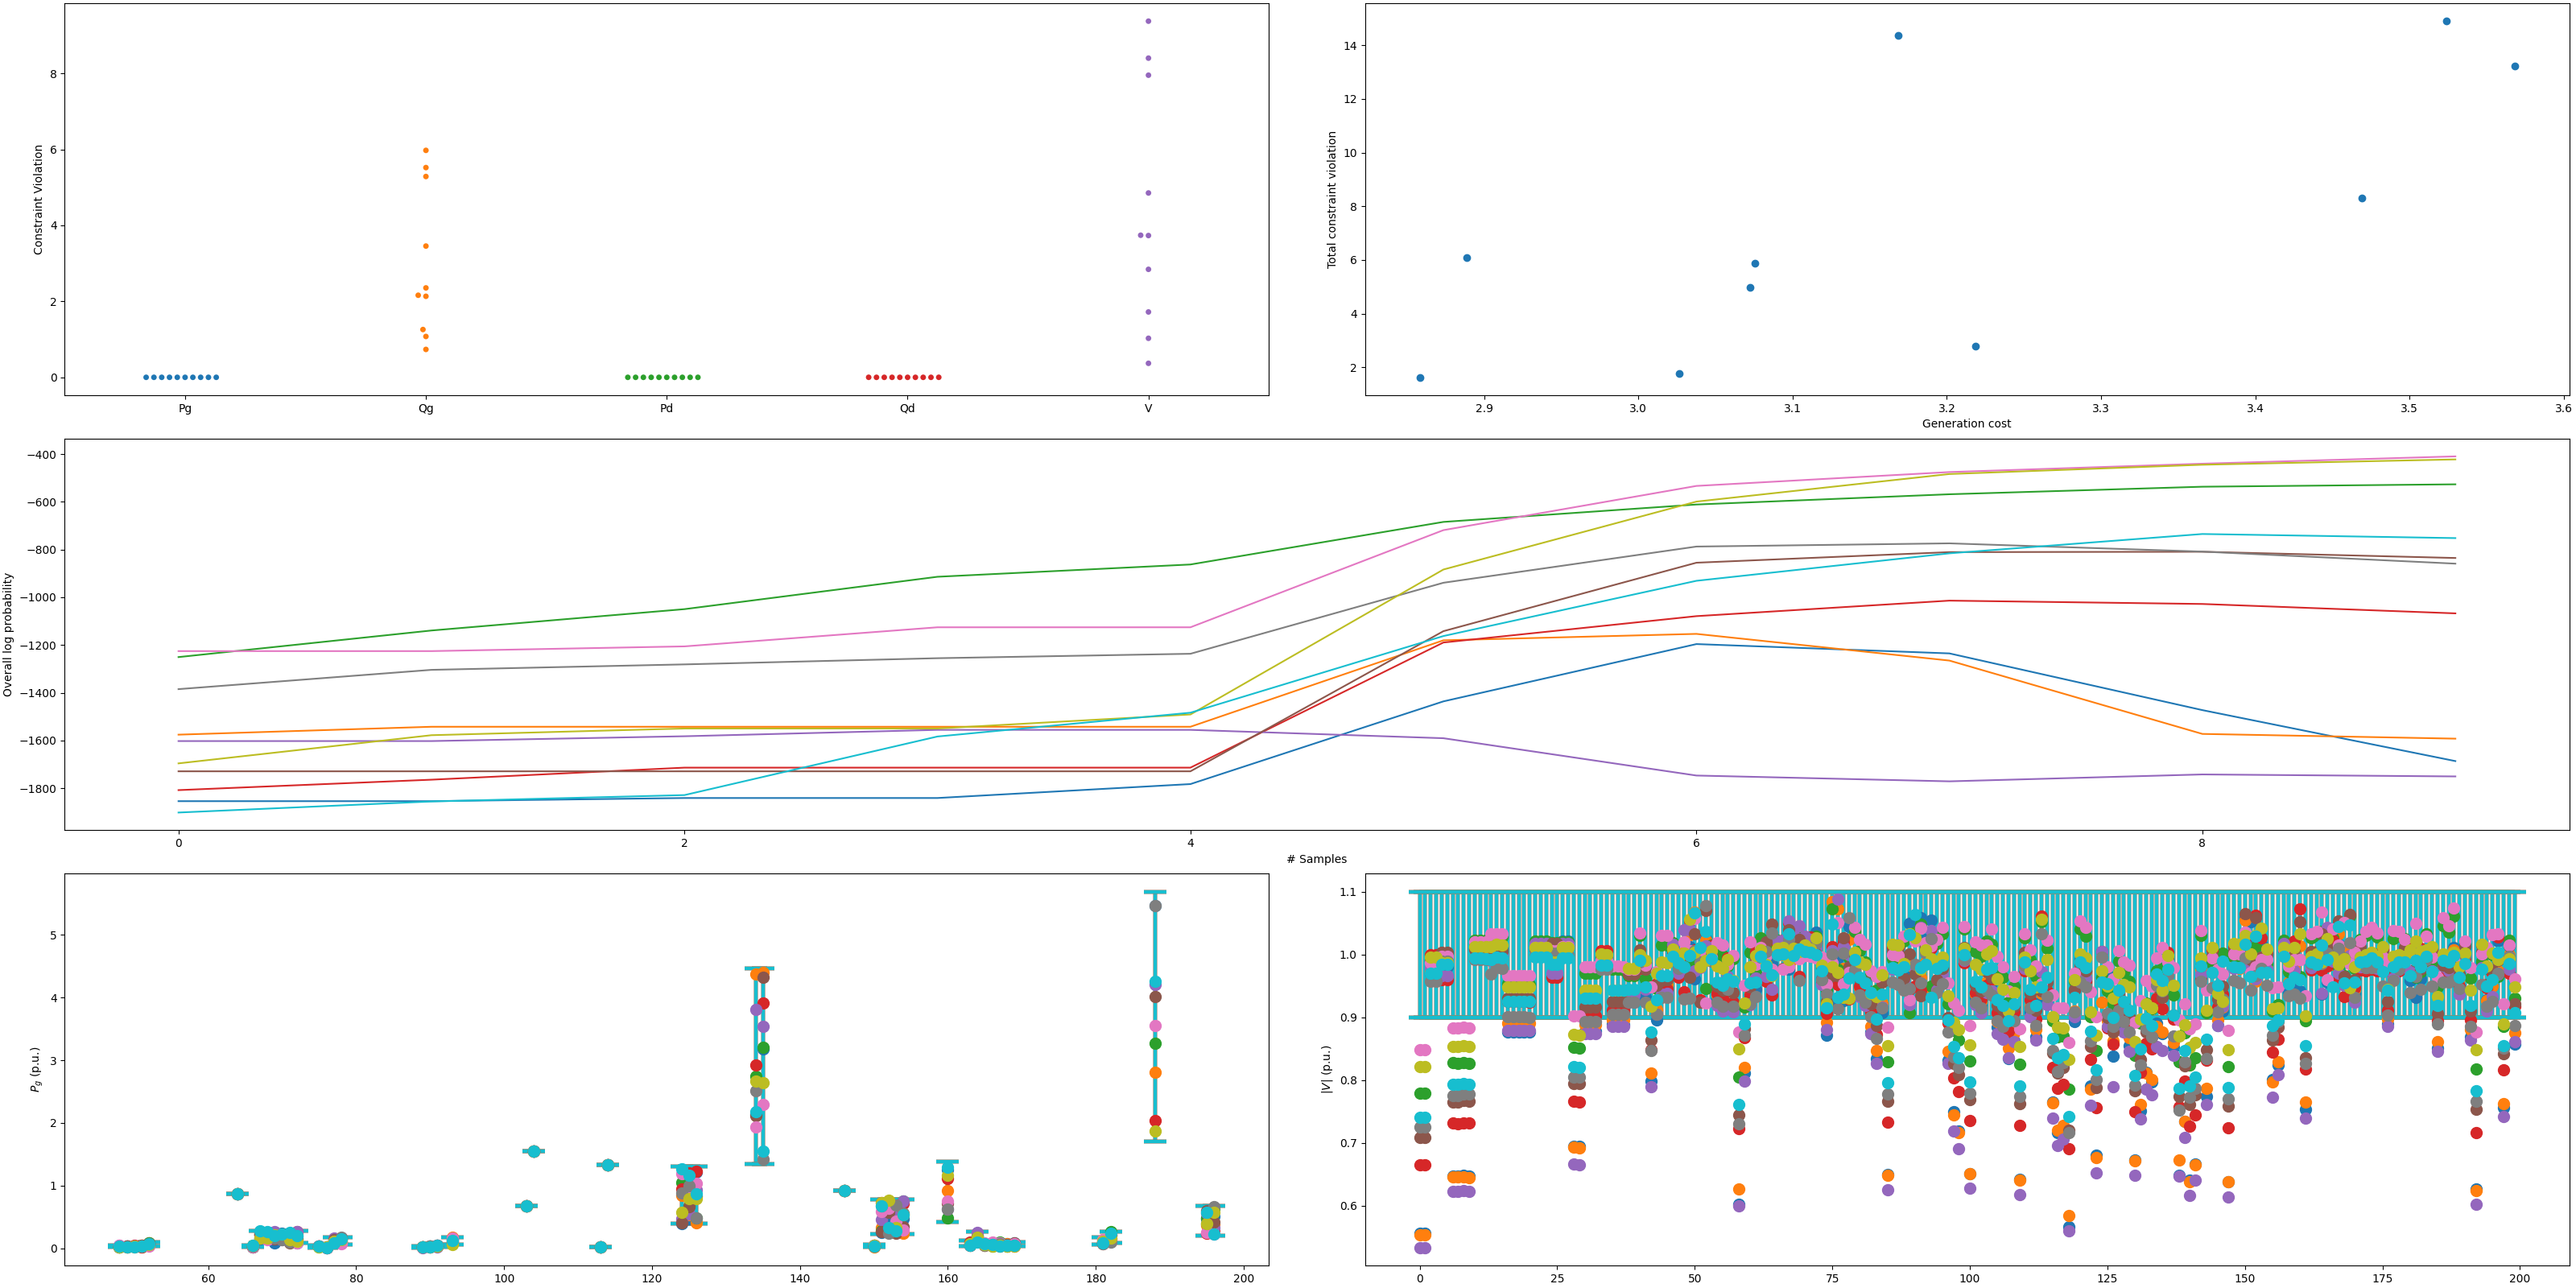 Constraint Violation
8
6
4
2
0
Pg Qg Pd Qd V
Total constraint violation
14
12
10
8
6
4
2
2.9 3.0 3.1 3.2 3.3 3.4 3.5 3.6
Generation cost
Overall log probability
−400
−600
−800
−1000
−1200
−1400
−1600
−1800
0 2 4 6 8
# Samples
P_g (p.u.)
5
4
3
2
1
0
60 80 100 120 140 160 180 200
|V| (p.u.)
1.1
1.0
0.9
0.8
0.7
0.6
0 25 50 75 100 125 150 175 200